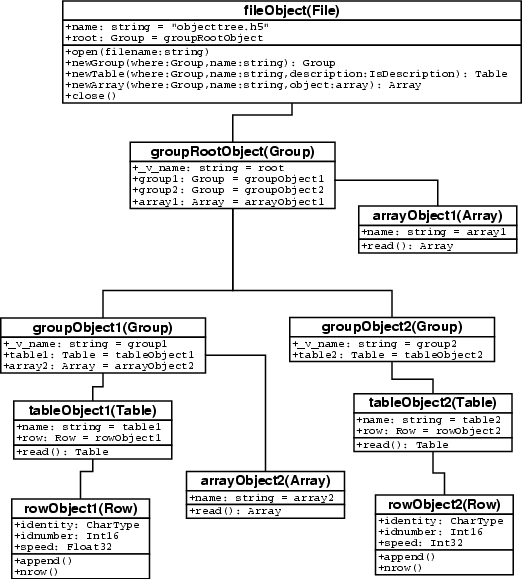 fileObject(File)
+name: string = "objecttree.h5"
+root: Group = groupRootObject
+open(filename:string)
+newGroup(where:Group,name:string): Group
+newTable(where:Group,name:string,description:IsDescription): Table
+newArray(where:Group,name:string,object:array): Array
+close()
groupRootObject(Group)
+_v_name: string = root
+group1: Group = groupObject1
+group2: Group = groupObject2
+array1: Array = arrayObject1
arrayObject1(Array)
+name: string = array1
+read(): Array
groupObject1(Group)
+_v_name: string = group1
+table1: Table = tableObject1
+array2: Array = arrayObject2
groupObject2(Group)
+_v_name: string = group2
+table2: Table = tableObject2
tableObject1(Table)
+name: string = table1
+row: Row = rowObject1
+read(): Table
tableObject2(Table)
+name: string = table2
+row: Row = rowObject2
+read(): Table
arrayObject2(Array)
+name: string = array2
+read(): Array
rowObject1(Row)
+identity: CharType
+idnumber: Int16
+speed: Float32
+append()
+nrow()
rowObject2(Row)
+identity: CharType
+idnumber: Int16
+speed: Int32
+append()
+nrow()